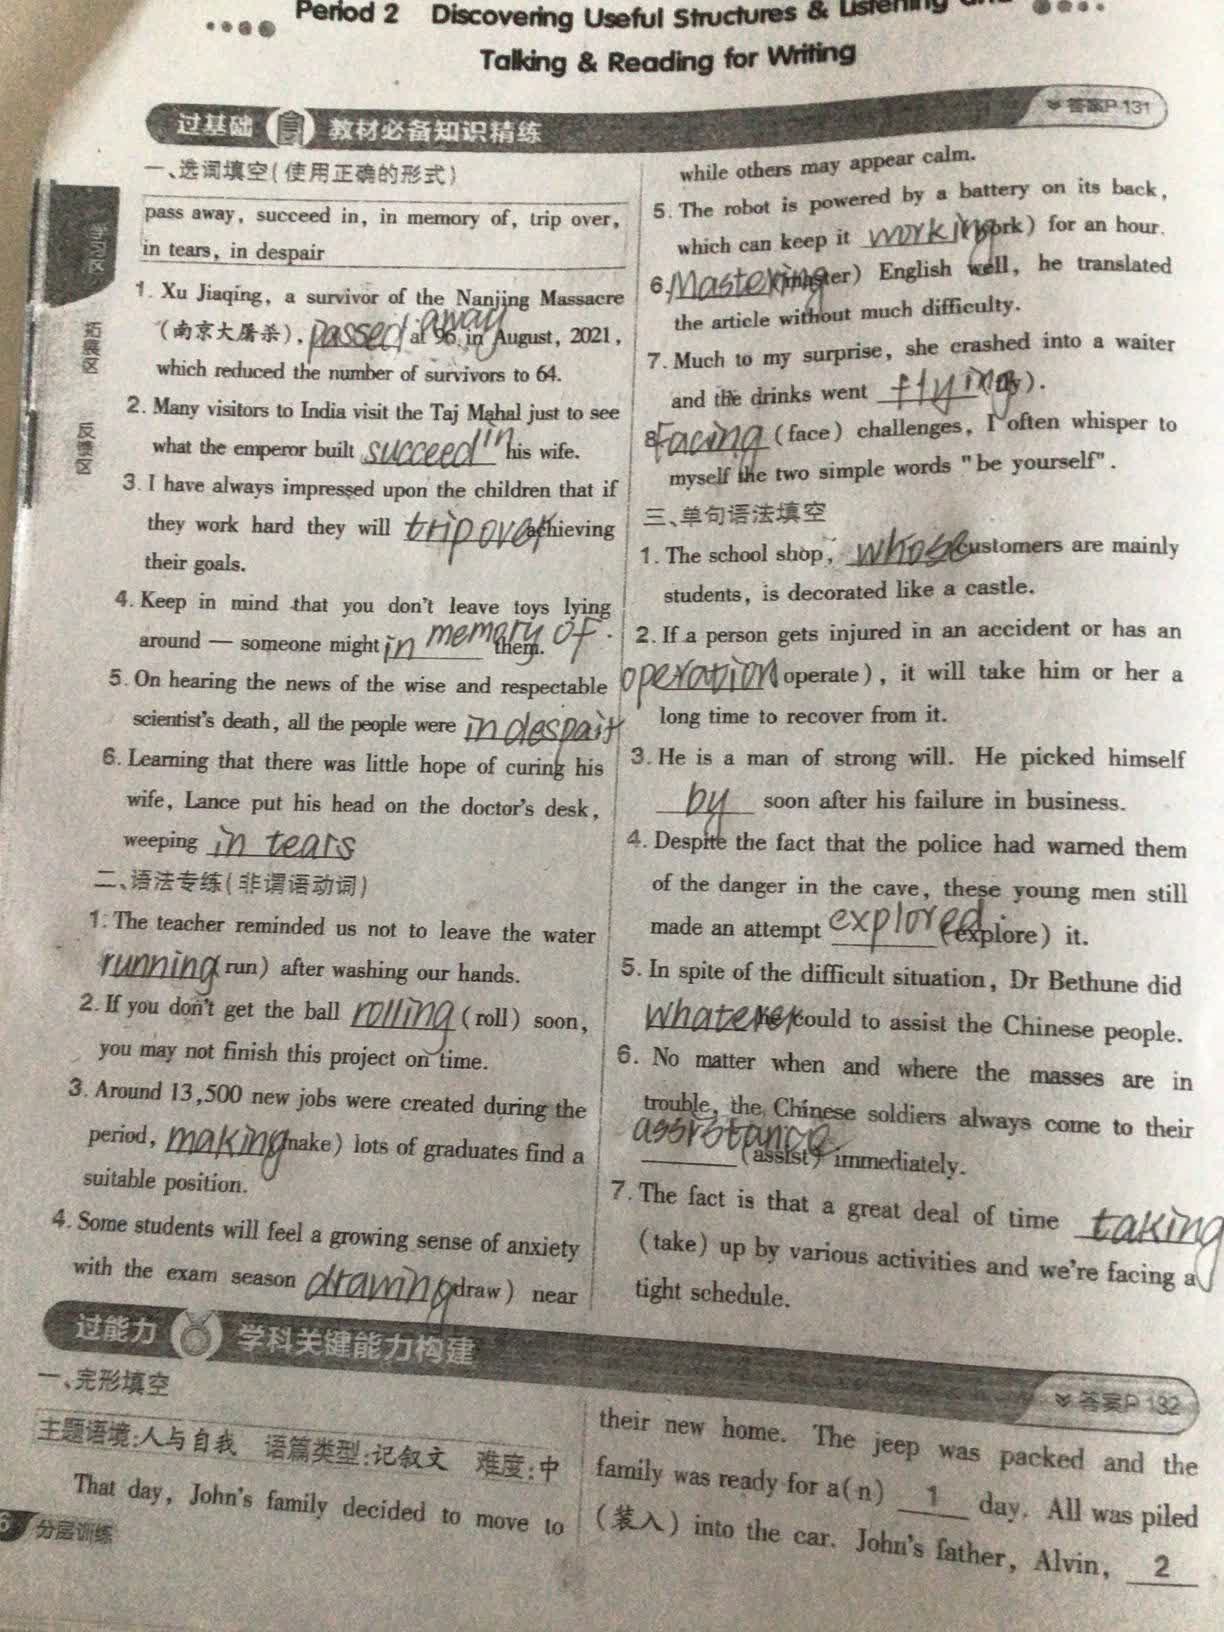 Period 2 Discovering Useful Structures & Listening and
Talking & Reading for Writing
过基础 教材必备知识精练
答案P 131
一、选词填空(使用正确的形式)
pass away, succeed in, in memory of, trip over,
in tears, in despair
1. Xu Jiaqing, a survivor of the Nanjing Massacre
(南京大屠杀), passed away at 96 in August, 2021,
which reduced the number of survivors to 64.
2. Many visitors to India visit the Taj Mahal just to see
what the emperor built succeed in his wife.
3. I have always impressed upon the children that if
they work hard they will trip over achieving
their goals.
4. Keep in mind that you don't leave toys lying
around — someone might in memory of them.
5. On hearing the news of the wise and respectable
scientist's death, all the people were in despair
6. Learning that there was little hope of curing his
wife, Lance put his head on the doctor's desk,
weeping in tears
二、语法专练(非谓语动词)
1. The teacher reminded us not to leave the water
running (run) after washing our hands.
2. If you don't get the ball rolling (roll) soon,
you may not finish this project on time.
3. Around 13,500 new jobs were created during the
period, making (make) lots of graduates find a
suitable position.
4. Some students will feel a growing sense of anxiety
with the exam season drawing (draw) near
while others may appear calm.
5. The robot is powered by a battery on its back,
which can keep it working (work) for an hour.
6. Mastering (master) English well, he translated
the article without much difficulty.
7. Much to my surprise, she crashed into a waiter
and the drinks went flying (fly).
8. Facing (face) challenges, I often whisper to
myself the two simple words "be yourself".
三、单句语法填空
1. The school shop, whose customers are mainly
students, is decorated like a castle.
2. If a person gets injured in an accident or has an
operation (operate), it will take him or her a
long time to recover from it.
3. He is a man of strong will. He picked himself
by soon after his failure in business.
4. Despite the fact that the police had warned them
of the danger in the cave, these young men still
made an attempt explored (explore) it.
5. In spite of the difficult situation, Dr Bethune did
whatever he could to assist the Chinese people.
6. No matter when and where the masses are in
trouble, the Chinese soldiers always come to their
assistance (assist) immediately.
7. The fact is that a great deal of time taking
(take) up by various activities and we're facing a
tight schedule.
学习区
拓展区
反馈区
过能力 学科关键能力构建
答案P 132
一、完形填空
主题语境:人与自我 语篇类型:记叙文 难度:中
That day, John's family decided to move to
their new home. The jeep was packed and the
family was ready for a(n) 1 day. All was piled
(装入) into the car. John's father, Alvin, 2
6 分层训练